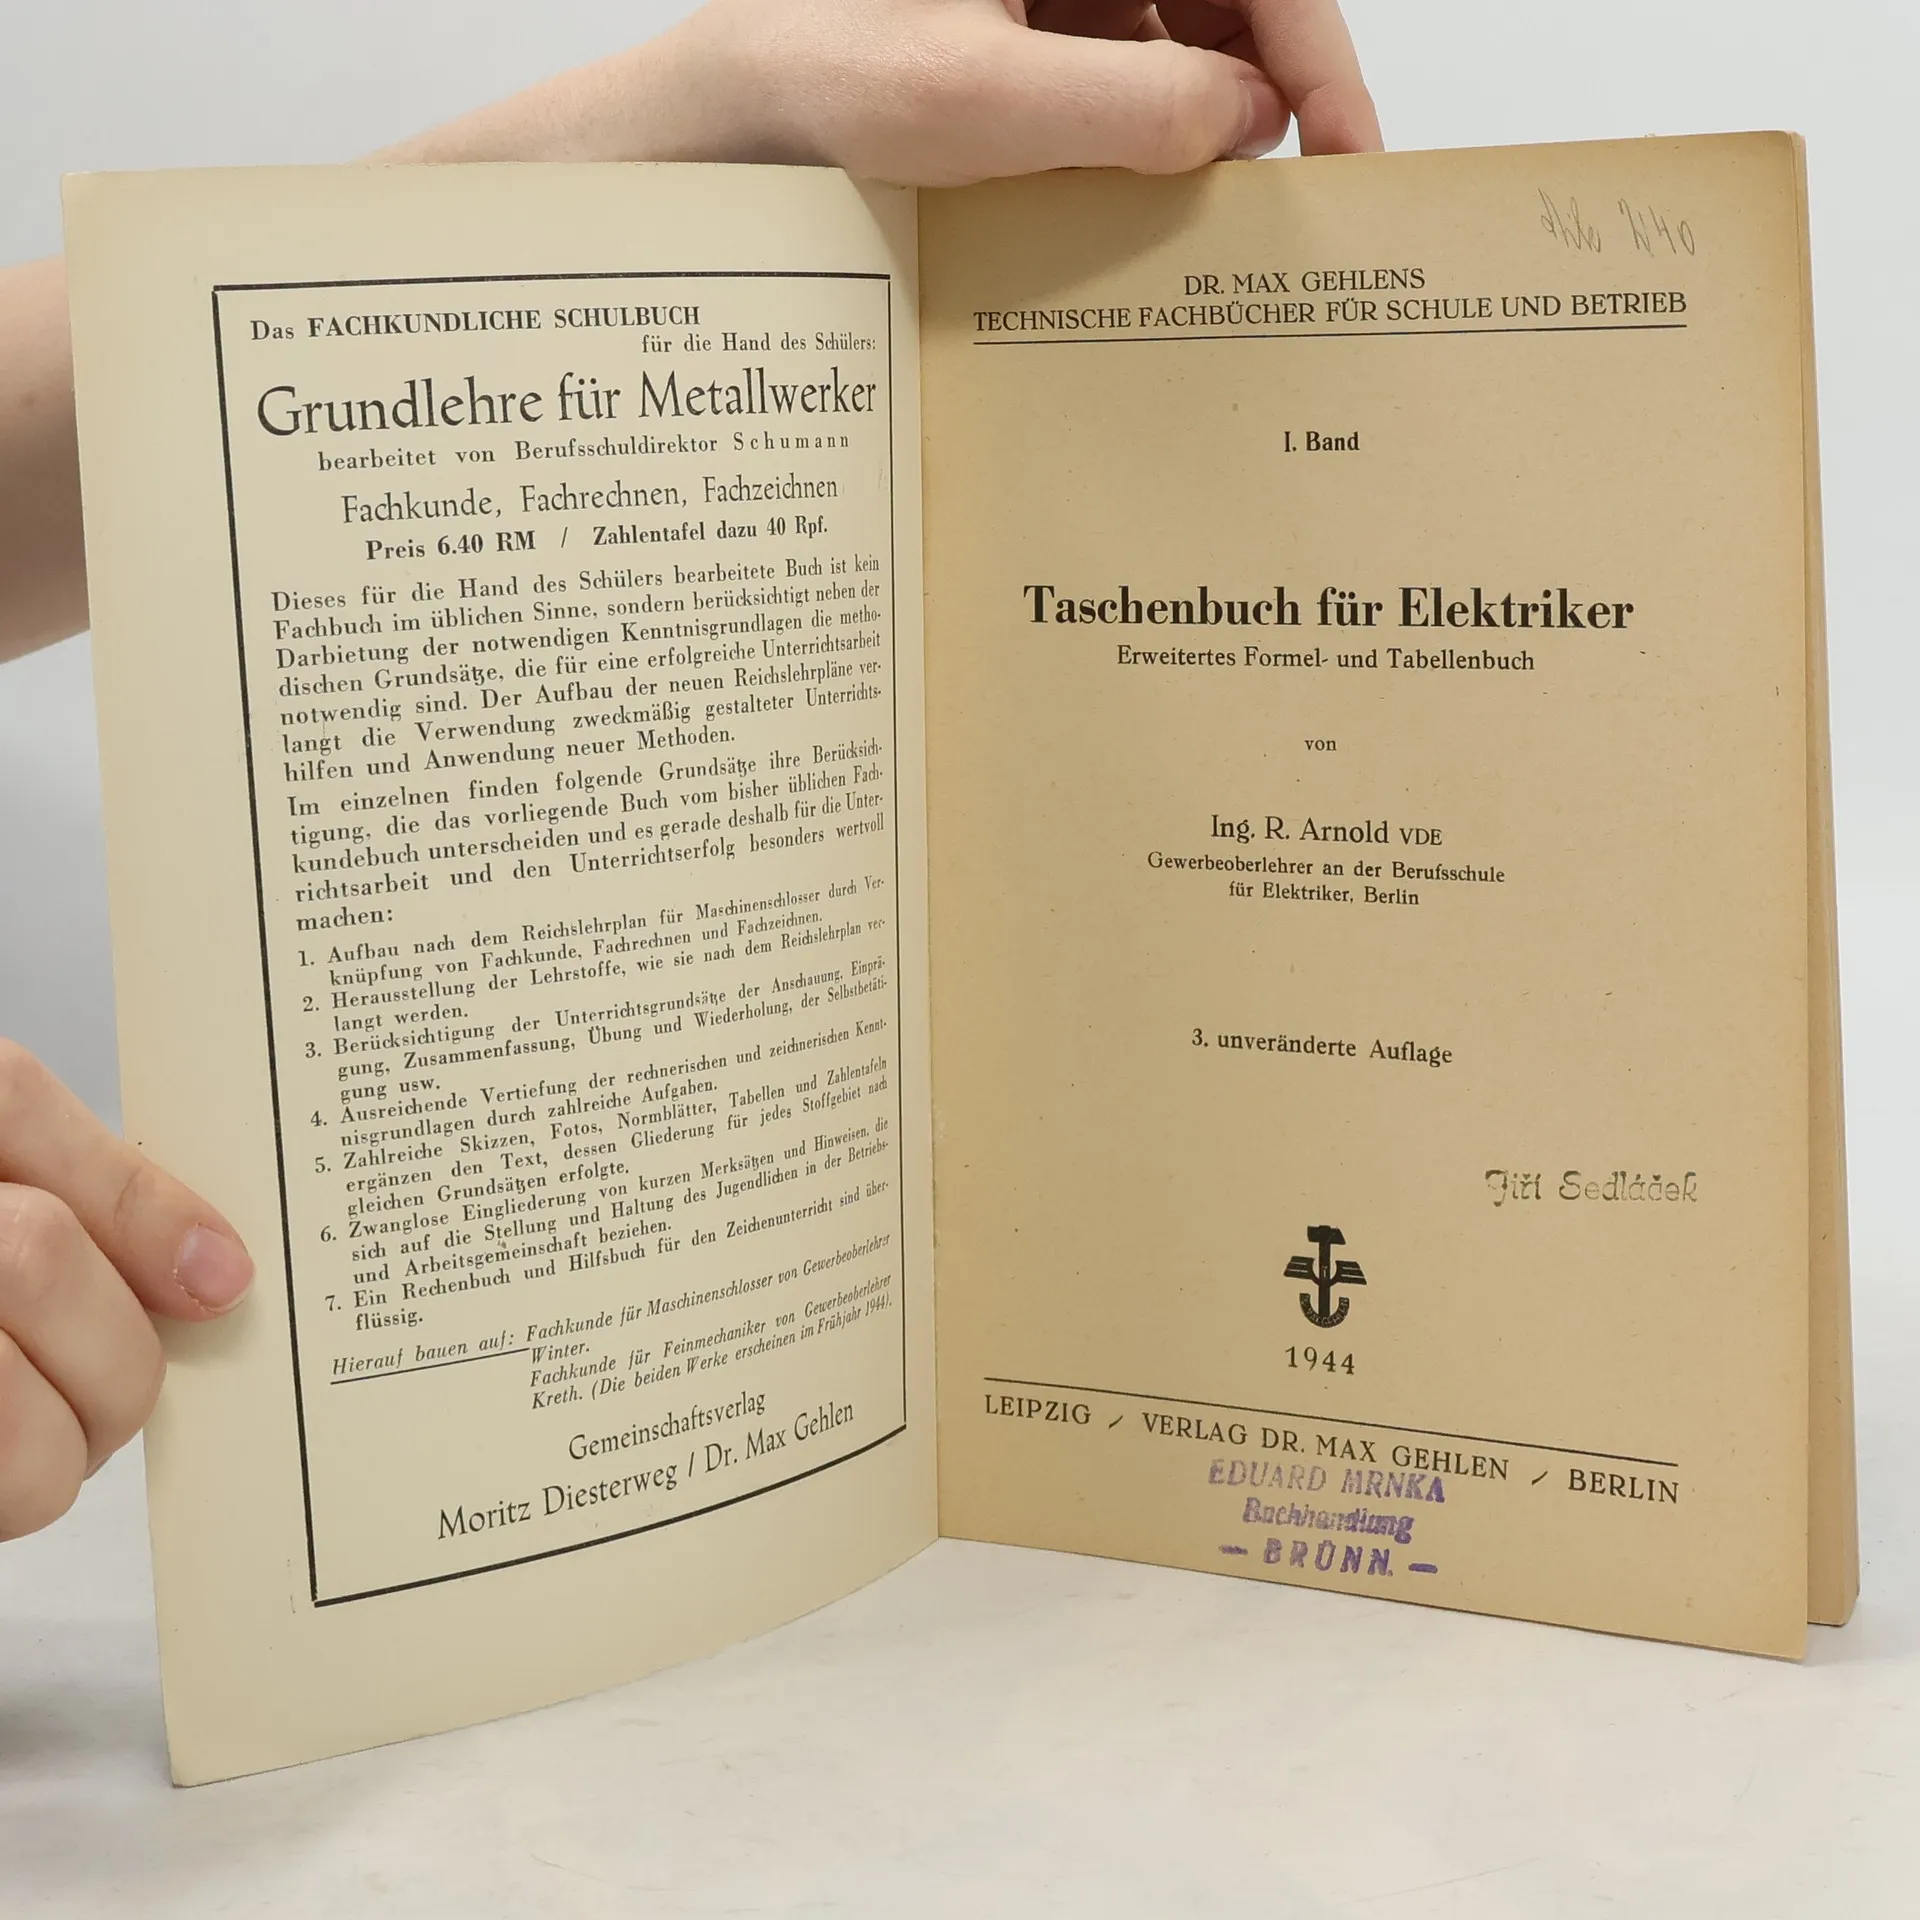 Das FACHKUNDLICHE SCHULBUCH
für die Hand des Schülers:
Grundlehre für Metallwerker
bearbeitet von Berufsschuldirektor Schumann
Fachkunde, Fachrechnen, Fachzeichnen
Preis 6.40 RM / Zahlentafel dazu 40 Rpf.
Dieses für die Hand des Schülers bearbeitete Buch ist kein
Fachbuch im üblichen Sinne, sondern berücksichtigt neben der
Darbietung der notwendigen Kenntnisgrundlagen die metho-
dischen Grundsätze, die für eine erfolgreiche Unterrichtsarbeit
notwendig sind. Der Aufbau der neuen Reichslehrpläne ver-
langt die Verwendung zweckmäßig gestalteter Unterrichts-
hilfen und Anwendung neuer Methoden.
Im einzelnen finden folgende Grundsätze ihre Berücksich-
tigung, die das vorliegende Buch vom bisher üblichen Fach-
kundebuch unterscheiden und es gerade deshalb für die Unter-
richtsarbeit und den Unterrichtserfolg besonders wertvoll
machen:
1. Aufbau nach dem Reichslehrplan für Maschinenschlosser durch Ver-
knüpfung von Fachkunde, Fachrechnen und Fachzeichnen.
2. Herausstellung der Lehrstoffe, wie sie nach dem Reichslehrplan ver-
langt werden.
3. Berücksichtigung der Unterrichtsgrundsätze der Anschauung, Einprä-
gung, Zusammenfassung, Übung und Wiederholung, der Selbstbetäti-
gung usw.
4. Ausreichende Vertiefung der rechnerischen und zeichnerischen Kennt-
nisgrundlagen durch zahlreiche Aufgaben.
5. Zahlreiche Skizzen, Fotos, Normblätter, Tabellen und Zahlentafeln
ergänzen den Text, dessen Gliederung für jedes Stoffgebiet nach
gleichen Grundsätzen erfolgte.
6. Zwanglose Eingliederung von kurzen Merksätzen und Hinweisen, die
sich auf die Stellung und Haltung des Jugendlichen in der Betriebs-
und Arbeitsgemeinschaft beziehen.
7. Ein Rechenbuch und Hilfsbuch für den Zeichenunterricht sind über-
flüssig.
Hierauf bauen auf: Fachkunde für Maschinenschlosser von Gewerbeoberlehrer
Winter.
Fachkunde für Feinmechaniker von Gewerbeoberlehrer
Kreth. (Die beiden Werke erscheinen im Frühjahr 1944).
Gemeinschaftsverlag
Moritz Diesterweg / Dr. Max Gehlen
DR. MAX GEHLENS
TECHNISCHE FACHBÜCHER FÜR SCHULE UND BETRIEB
I. Band
Taschenbuch für Elektriker
Erweitertes Formel- und Tabellenbuch
von
Ing. R. Arnold VDE
Gewerbeoberlehrer an der Berufsschule
für Elektriker, Berlin
3. unveränderte Auflage
Jiří Sedláček
1944
LEIPZIG / VERLAG DR. MAX GEHLEN / BERLIN
EDUARD MRNKA
Buchhandlung
— BRÜNN. —